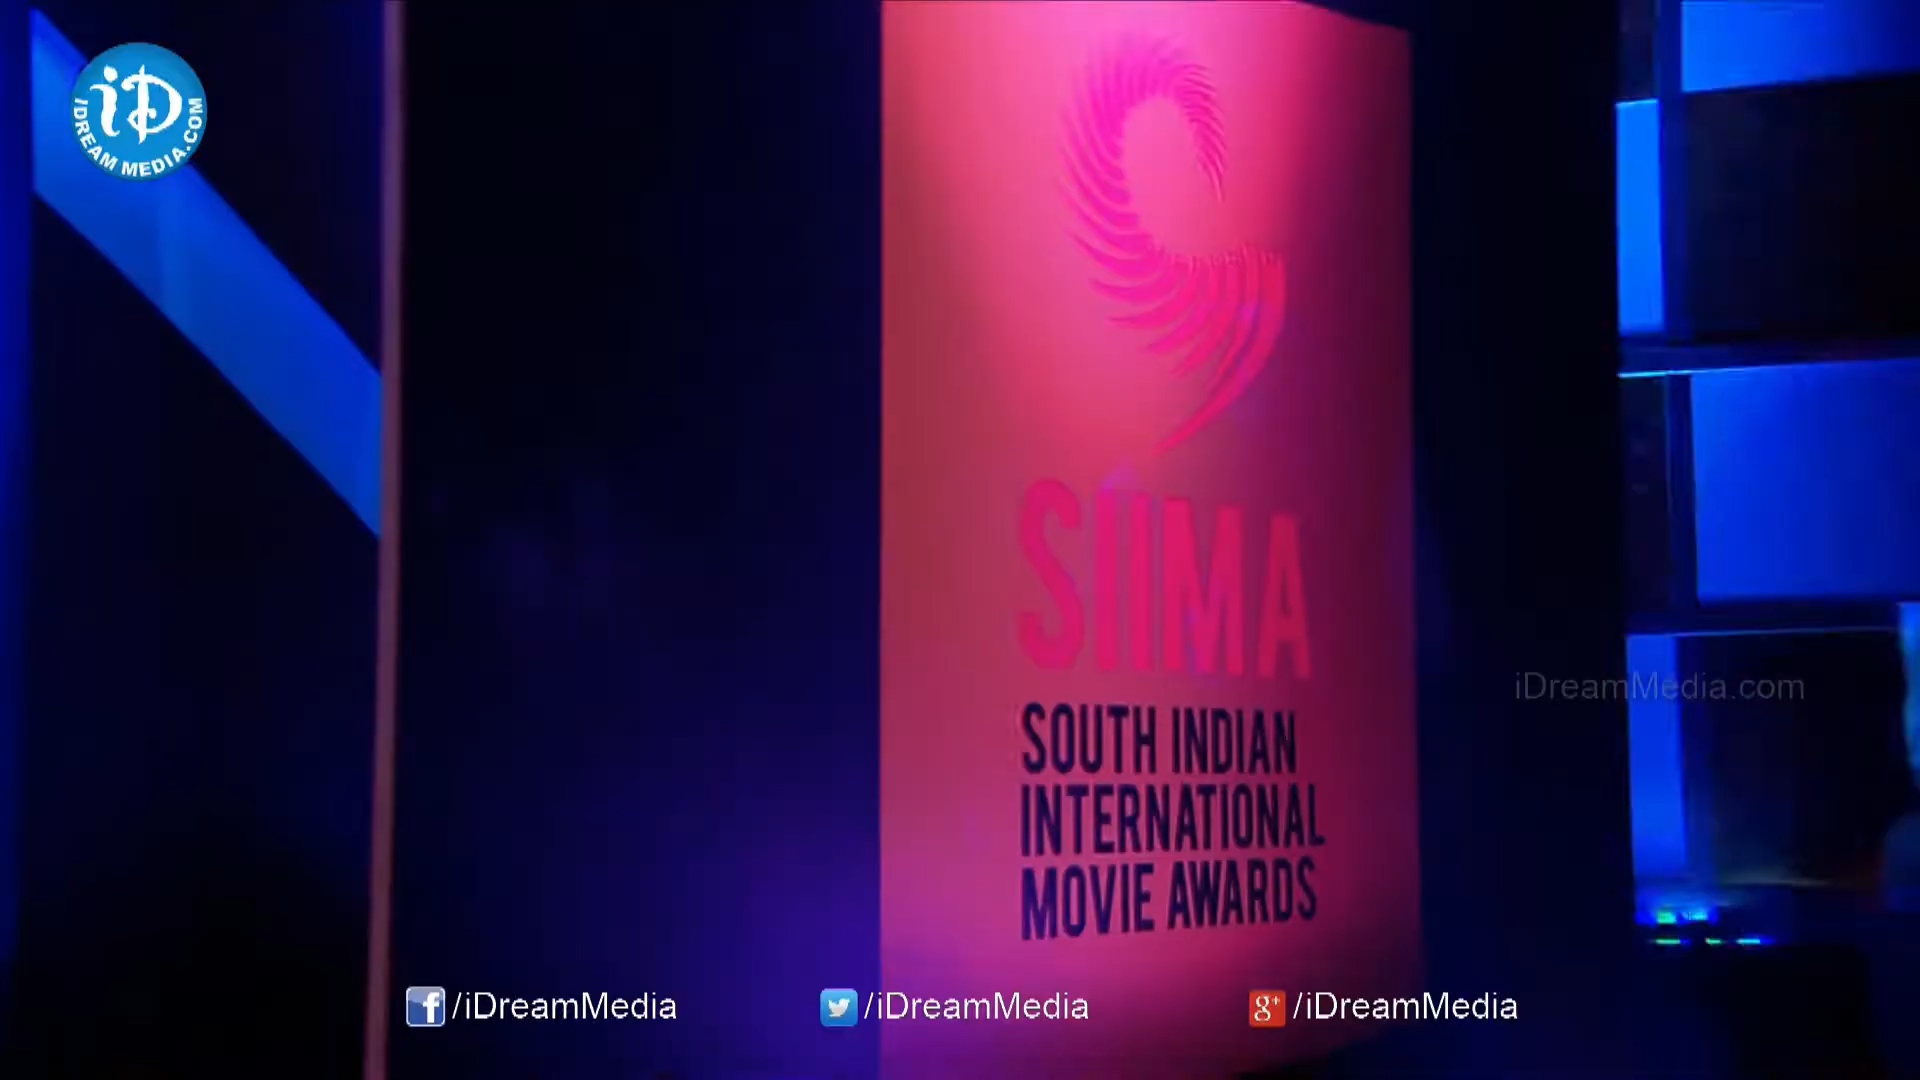 iD
IDREAM MEDIA.COM
SIIMA
SOUTH INDIAN
INTERNATIONAL
MOVIE AWARDS
iDreamMedia.com
f /iDreamMedia
/iDreamMedia
g+ /iDreamMedia